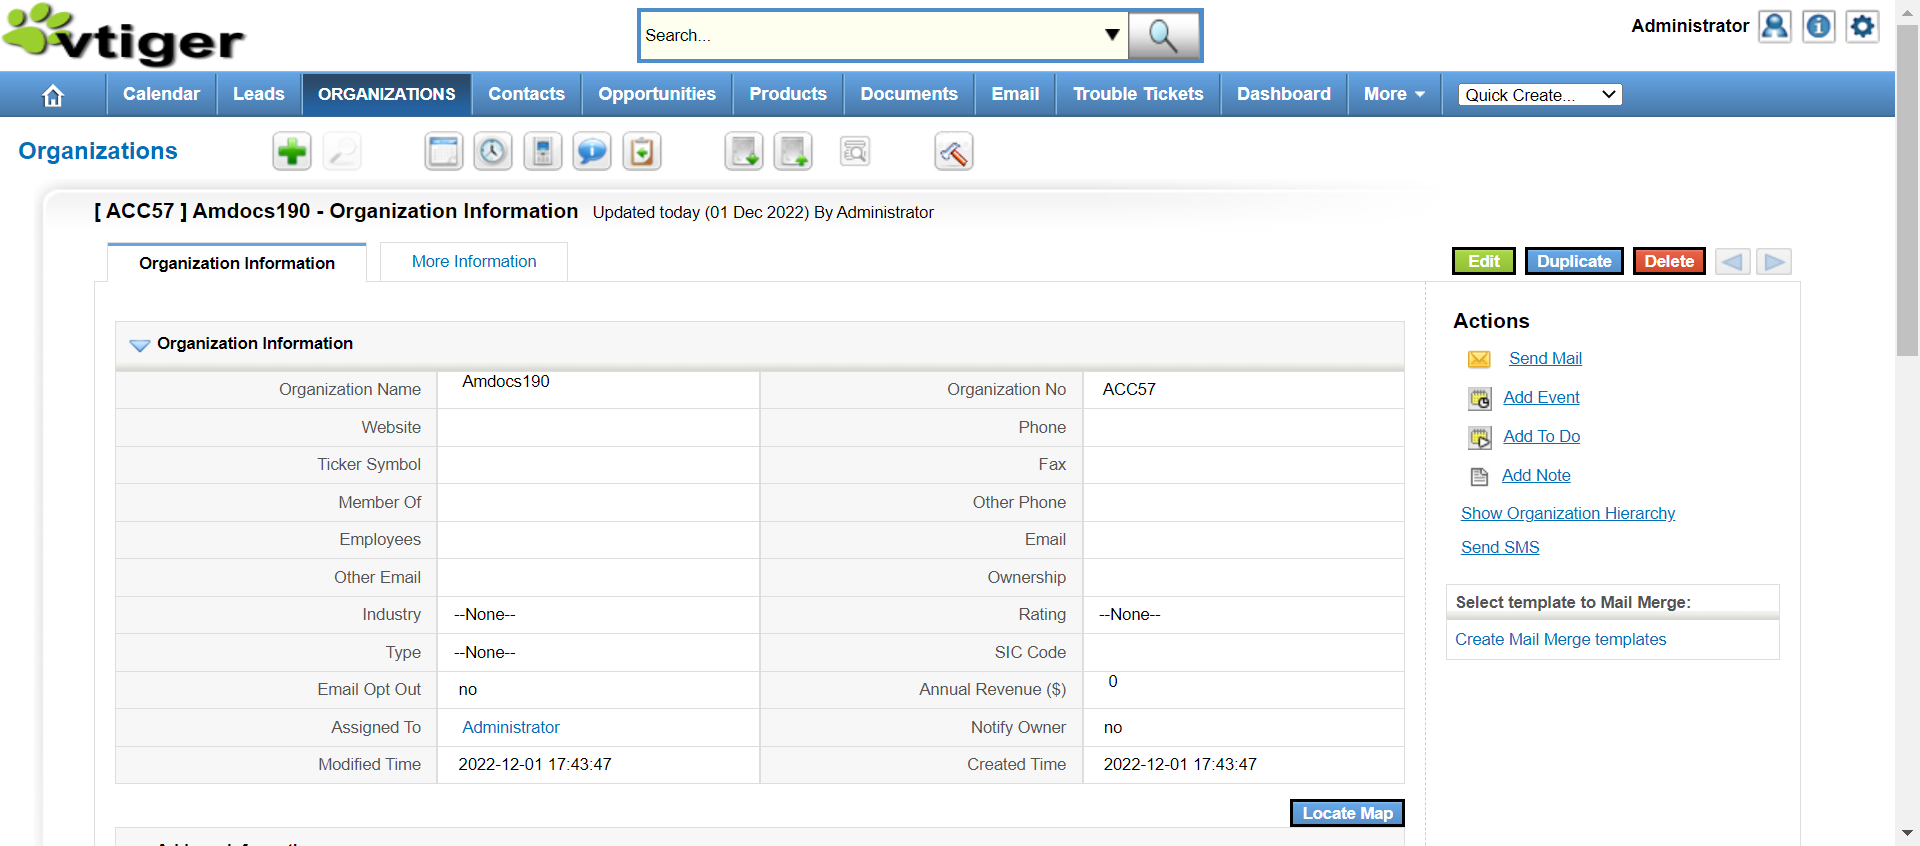 vtiger
Search...
Administrator
Calendar Leads ORGANIZATIONS Contacts Opportunities Products Documents Email Trouble Tickets Dashboard More Quick Create...
Organizations
[ ACC57 ] Amdocs190 - Organization Information Updated today (01 Dec 2022) By Administrator
Organization Information More Information Edit Duplicate Delete
Organization Information
Organization Name Amdocs190 Organization No ACC57
Website Phone
Ticker Symbol Fax
Member Of Other Phone
Employees Email
Other Email Ownership
Industry --None-- Rating --None--
Type --None-- SIC Code
Email Opt Out no Annual Revenue ($) 0
Assigned To Administrator Notify Owner no
Modified Time 2022-12-01 17:43:47 Created Time 2022-12-01 17:43:47
Locate Map
Actions
Send Mail
Add Event
Add To Do
Add Note
Show Organization Hierarchy
Send SMS
Select template to Mail Merge:
Create Mail Merge templates